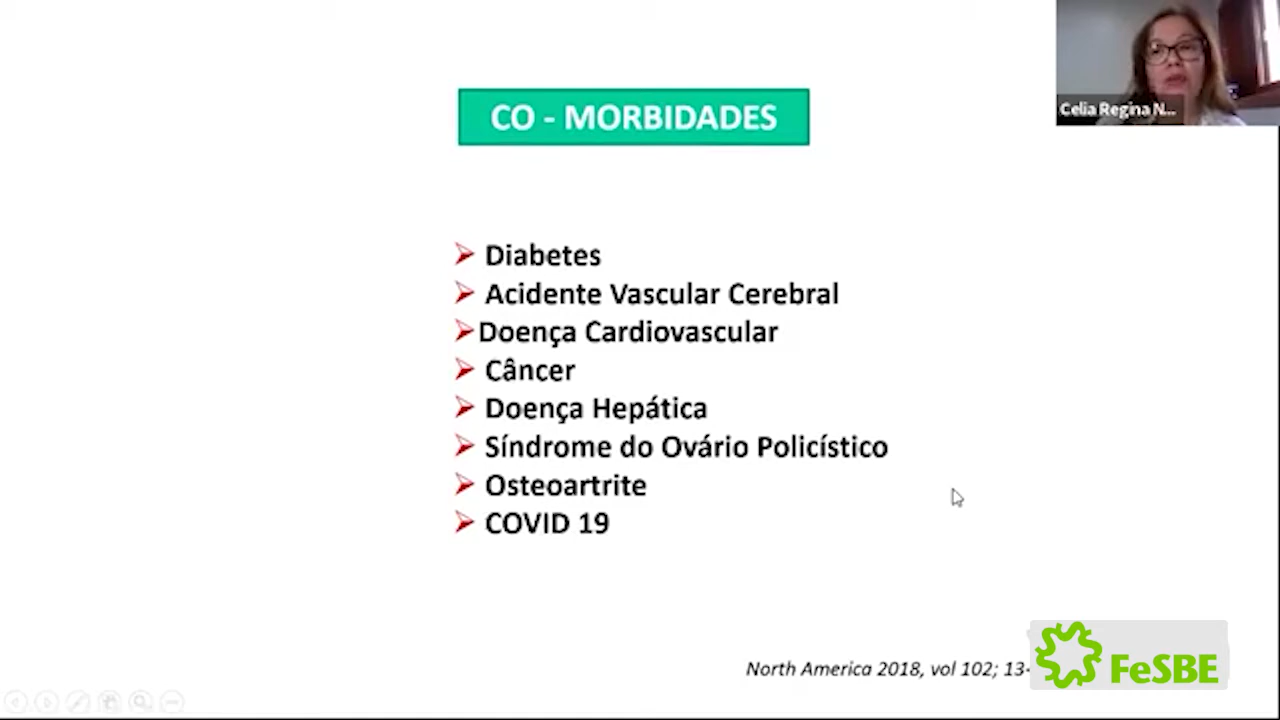 CO - MORBIDADES
Celia Regina N...
Diabetes
Acidente Vascular Cerebral
Doença Cardiovascular
Câncer
Doença Hepática
Síndrome do Ovário Policístico
Osteoartrite
COVID 19
North America 2018, vol 102; 13-
FeSBE